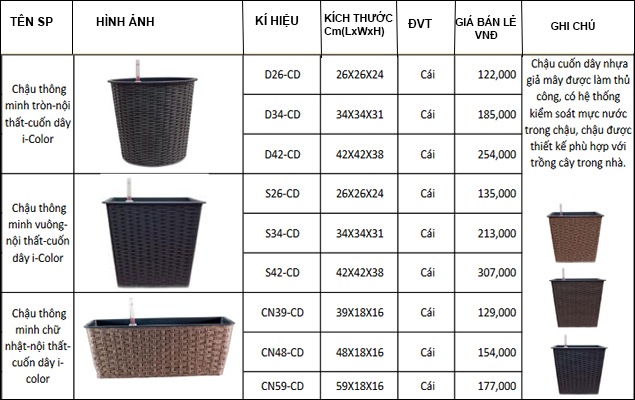 TÊN SP
HÌNH ẢNH
KÍ HIỆU
KÍCH THƯỚC
Cm(LxWxH)
ĐVT
GIÁ BÁN LẺ
VNĐ
GHI CHÚ
Chậu thông
minh tròn-nội
thất-cuốn dây
i-Color
D26-CD
26X26X24
Cái
122,000
D34-CD
34X34X31
Cái
185,000
D42-CD
42X42X38
Cái
254,000
Chậu cuốn dây nhựa
giả mây được làm thủ
công, có hệ thống
kiểm soát mực nước
trong chậu, chậu được
thiết kế phù hợp với
trồng cây trong nhà.
Chậu thông
minh vuông-
nội thất-cuốn
dây i-Color
S26-CD
26X26X24
Cái
135,000
S34-CD
34X34X31
Cái
213,000
S42-CD
42X42X38
Cái
307,000
Chậu thông
minh chữ
nhật-nội thất-
cuốn dây i-
color
CN39-CD
39X18X16
Cái
129,000
CN48-CD
48X18X16
Cái
154,000
CN59-CD
59X18X16
Cái
177,000